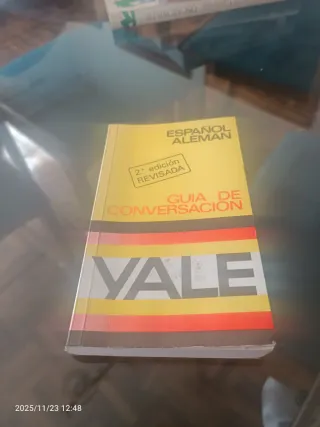 ESPAÑOL
ALEMAN
2.ª edición
REVISADA
GUIA DE
CONVERSACION
YALE
2025/11/23 12:48